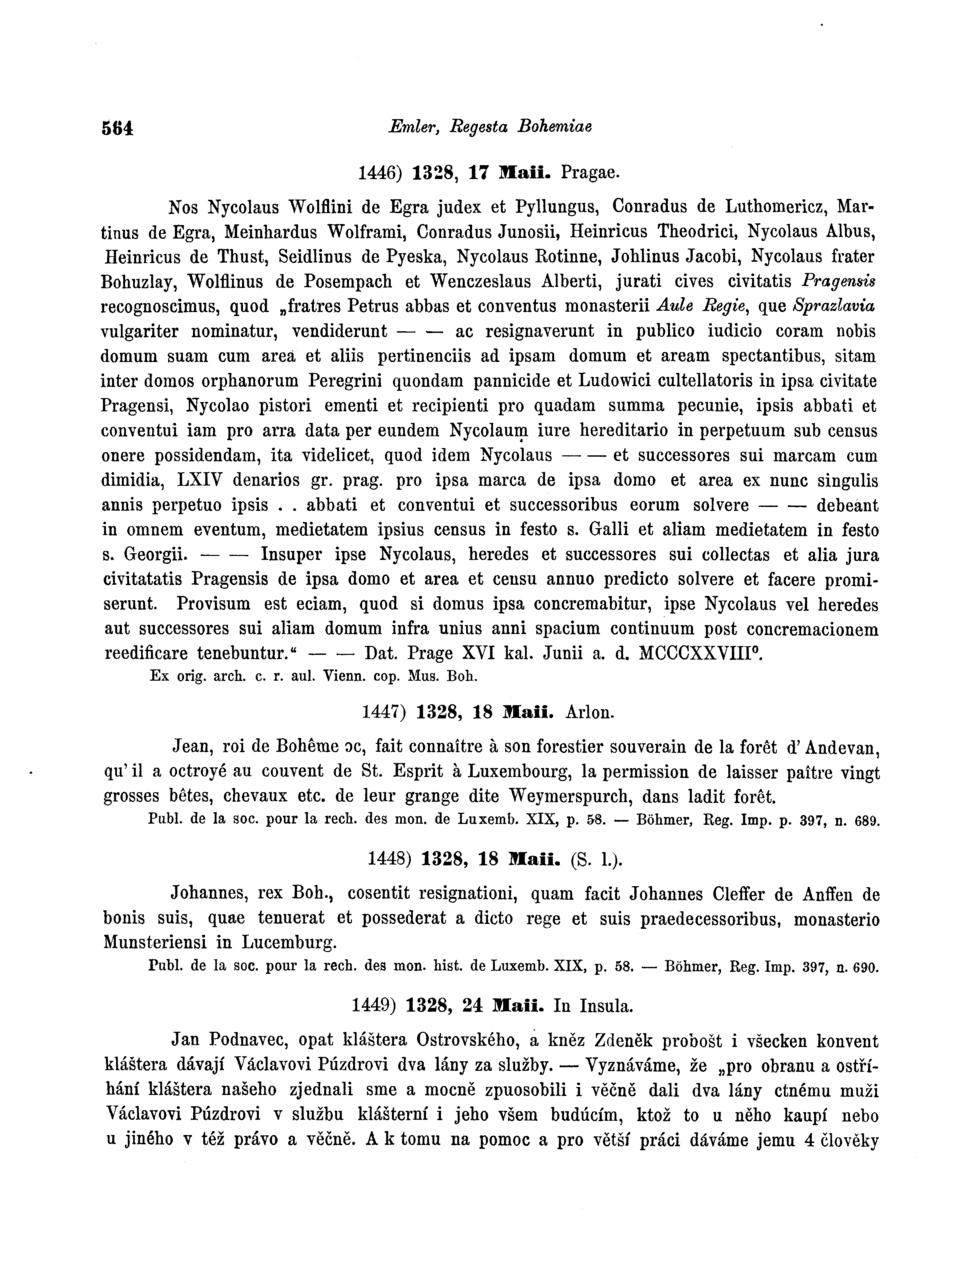 564 Emler, Regesta Bohemiae
1446) 1328, 17 Maii. Pragae.
Nos Nycolaus Wolflini de Egra judex et Pyllungus, Conradus de Luthomericz, Mar-
tinus de Egra, Meinhardus Wolframi, Conradus Junosii, Heinricus Theodrici, Nycolaus Albus,
Heinricus de Thust, Seidlinus de Pyeska, Nycolaus Rotinne, Johlinus Jacobi, Nycolaus frater
Bohuzlay, Wolflinus de Posempach et Wenczeslaus Alberti, jurati cives civitatis Pragensis
recognoscimus, quod „fratres Petrus abbas et conventus monasterii Aule Regie, que Sprazlavia
vulgariter nominatur, vendiderunt — — ac resignaverunt in publico iudicio coram nobis
domum suam cum area et aliis pertinenciis ad ipsam domum et aream spectantibus, sitam
inter domos orphanorum Peregrini quondam pannicide et Ludowici cultellatoris in ipsa civitate
Pragensi, Nycolao pistori ementi et recipienti pro quadam summa pecunie, ipsis abbati et
conventui iam pro arra data per eundem Nycolaum iure hereditario in perpetuum sub census
onere possidendam, ita videlicet, quod idem Nycolaus — — et successores sui marcam cum
dimidia, LXIV denarios gr. prag. pro ipsa marca de ipsa domo et area ex nunc singulis
annis perpetuo ipsis . . abbati et conventui et successoribus eorum solvere — — debeant
in omnem eventum, medietatem ipsius census in festo s. Galli et aliam medietatem in festo
s. Georgii. — — Insuper ipse Nycolaus, heredes et successores sui collectas et alia jura
civitatatis Pragensis de ipsa domo et area et censu annuo predicto solvere et facere promi-
serunt. Provisum est eciam, quod si domus ipsa concremabitur, ipse Nycolaus vel heredes
aut successores sui aliam domum infra unius anni spacium continuum post concremacionem
reedificare tenebuntur.“ — — Dat. Prage XVI kal. Junii a. d. MCCCXXVIII⁰.
Ex orig. arch. c. r. aul. Vienn. cop. Mus. Boh.
1447) 1328, 18 Maii. Arlon.
Jean, roi de Bohême ɔc, fait connaître à son forestier souverain de la forêt d' Andevan,
qu' il a octroyé au couvent de St. Esprit à Luxembourg, la permission de laisser paître vingt
grosses bêtes, chevaux etc. de leur grange dite Weymerspurch, dans ladit forêt.
Publ. de la soc. pour la rech. des mon. de Luxemb. XIX, p. 58. — Böhmer, Reg. Imp. p. 397, n. 689.
1448) 1328, 18 Maii. (S. l.).
Johannes, rex Boh., cosentit resignationi, quam facit Johannes Cleffer de Anffen de
bonis suis, quae tenuerat et possederat a dicto rege et suis praedecessoribus, monasterio
Munsteriensi in Lucemburg.
Publ. de la soc. pour la rech. des mon. hist. de Luxemb. XIX, p. 58. — Böhmer, Reg. Imp. 397, n. 690.
1449) 1328, 24 Maii. In Insula.
Jan Podnavec, opat kláštera Ostrovského, a kněz Zdeněk probošt i všecken konvent
kláštera dávají Václavovi Púzdrovi dva lány za služby. — Vyznáváme, že „pro obranu a ostří-
hání kláštera našeho zjednali sme a mocně zpuosobili i věčně dali dva lány ctnému muži
Václavovi Púzdrovi v službu klášterní i jeho všem budúcím, ktož to u něho kaupí nebo
u jiného v též právo a věčně. A k tomu na pomoc a pro větší práci dáváme jemu 4 člověky